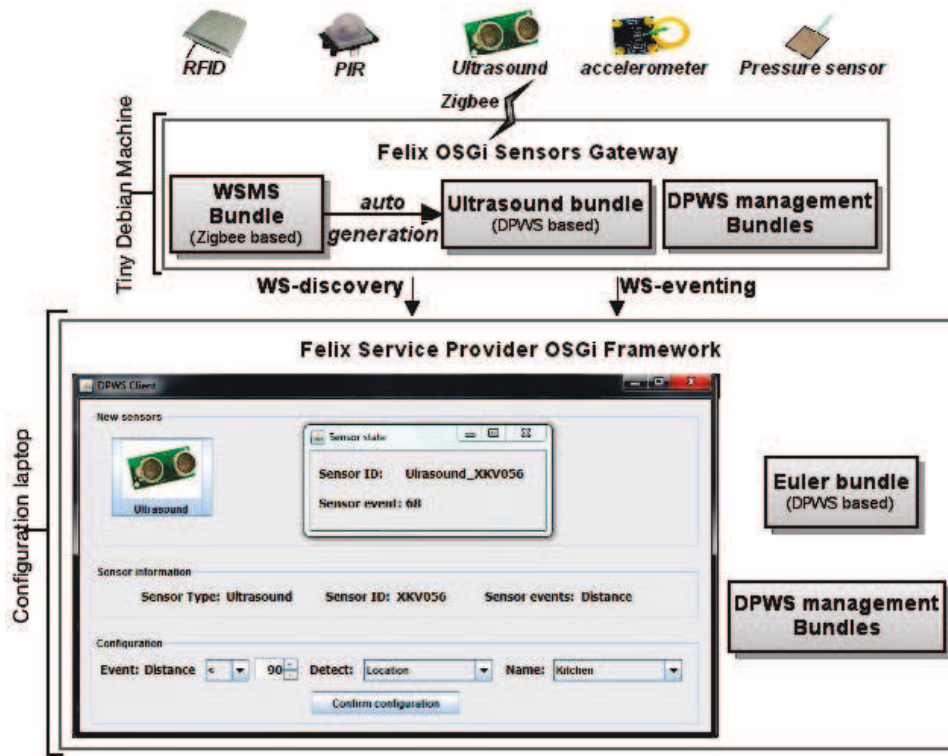 RFID
PIR
Ultrasound
accelerometer
Pressure sensor
Zigbee
Tiny Debian Machine
Felix OSGi Sensors Gateway
WSMS
Bundle
(Zigbee based)
auto
generation
Ultrasound bundle
(DPWS based)
DPWS management
Bundles
WS-discovery
WS-eventing
Configuration laptop
Felix Service Provider OSGi Framework
DPWS Client
New sensors
Ultrasound
Sensor state
Sensor ID: Ulrasound_XKV056
Sensor event: 68
Euler bundle
(DPWS based)
Sensor information
Sensor Type: Ultrasound Sensor ID: XKV056 Sensor events: Distance
DPWS management
Bundles
Configuration
Event: Distance < 90 Detect: Location Name: Kitchen
Confirm configuration